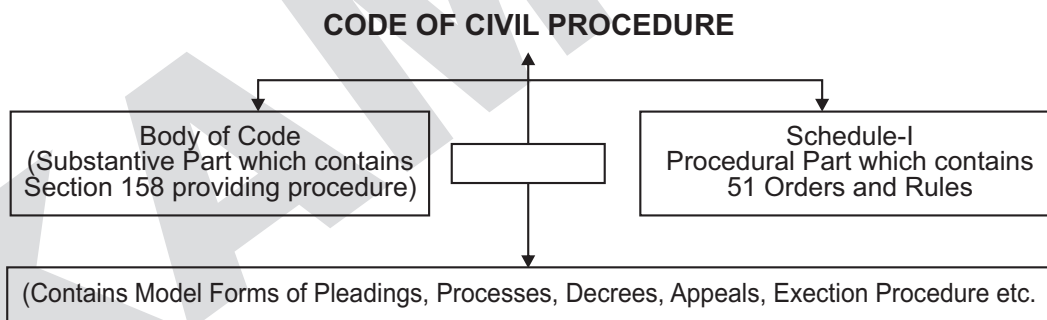 CODE OF CIVIL PROCEDURE
Body of Code
(Substantive Part which contains
Section 158 providing procedure)
Schedule-I
Procedural Part which contains
51 Orders and Rules
(Contains Model Forms of Pleadings, Processes, Decrees, Appeals, Exection Procedure etc.